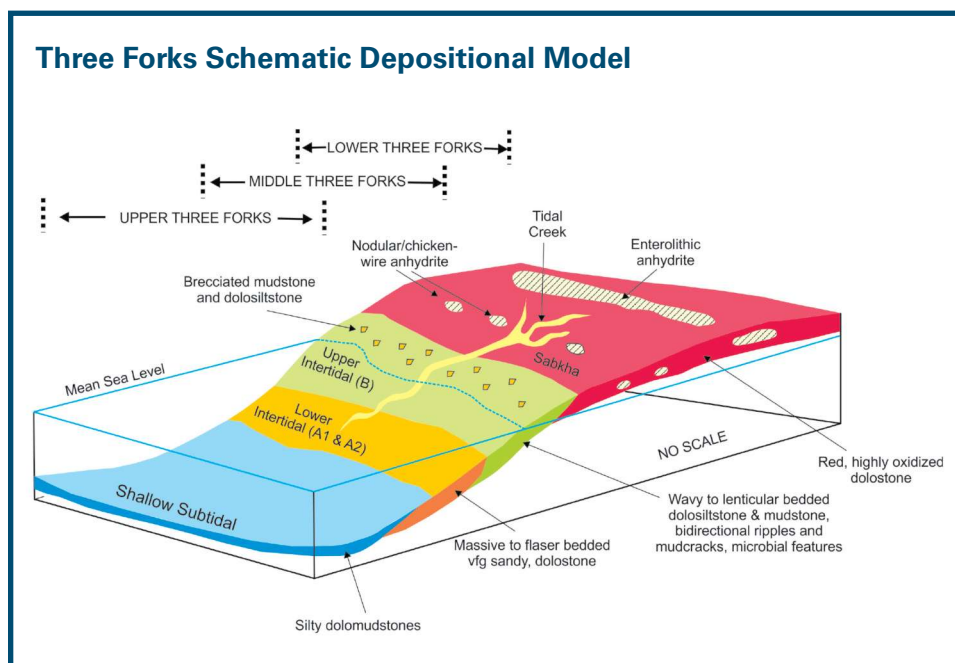 Three Forks Schematic Depositional Model
LOWER THREE FORKS
MIDDLE THREE FORKS
UPPER THREE FORKS
Tidal
Creek
Nodular/chicken-
wire anhydrite
Enterolithic
anhydrite
Brecciated mudstone
and dolosiltstone
Mean Sea Level
Upper
Intertidal (B)
Sabkha
Lower
Intertidal (A1 & A2)
NO SCALE
Red, highly oxidized
dolostone
Shallow Subtidal
Wavy to lenticular bedded
dolosiltstone & mudstone,
bidirectional ripples and
mudcracks, microbial features
Massive to flaser bedded
vfg sandy, dolostone
Silty dolomudstones